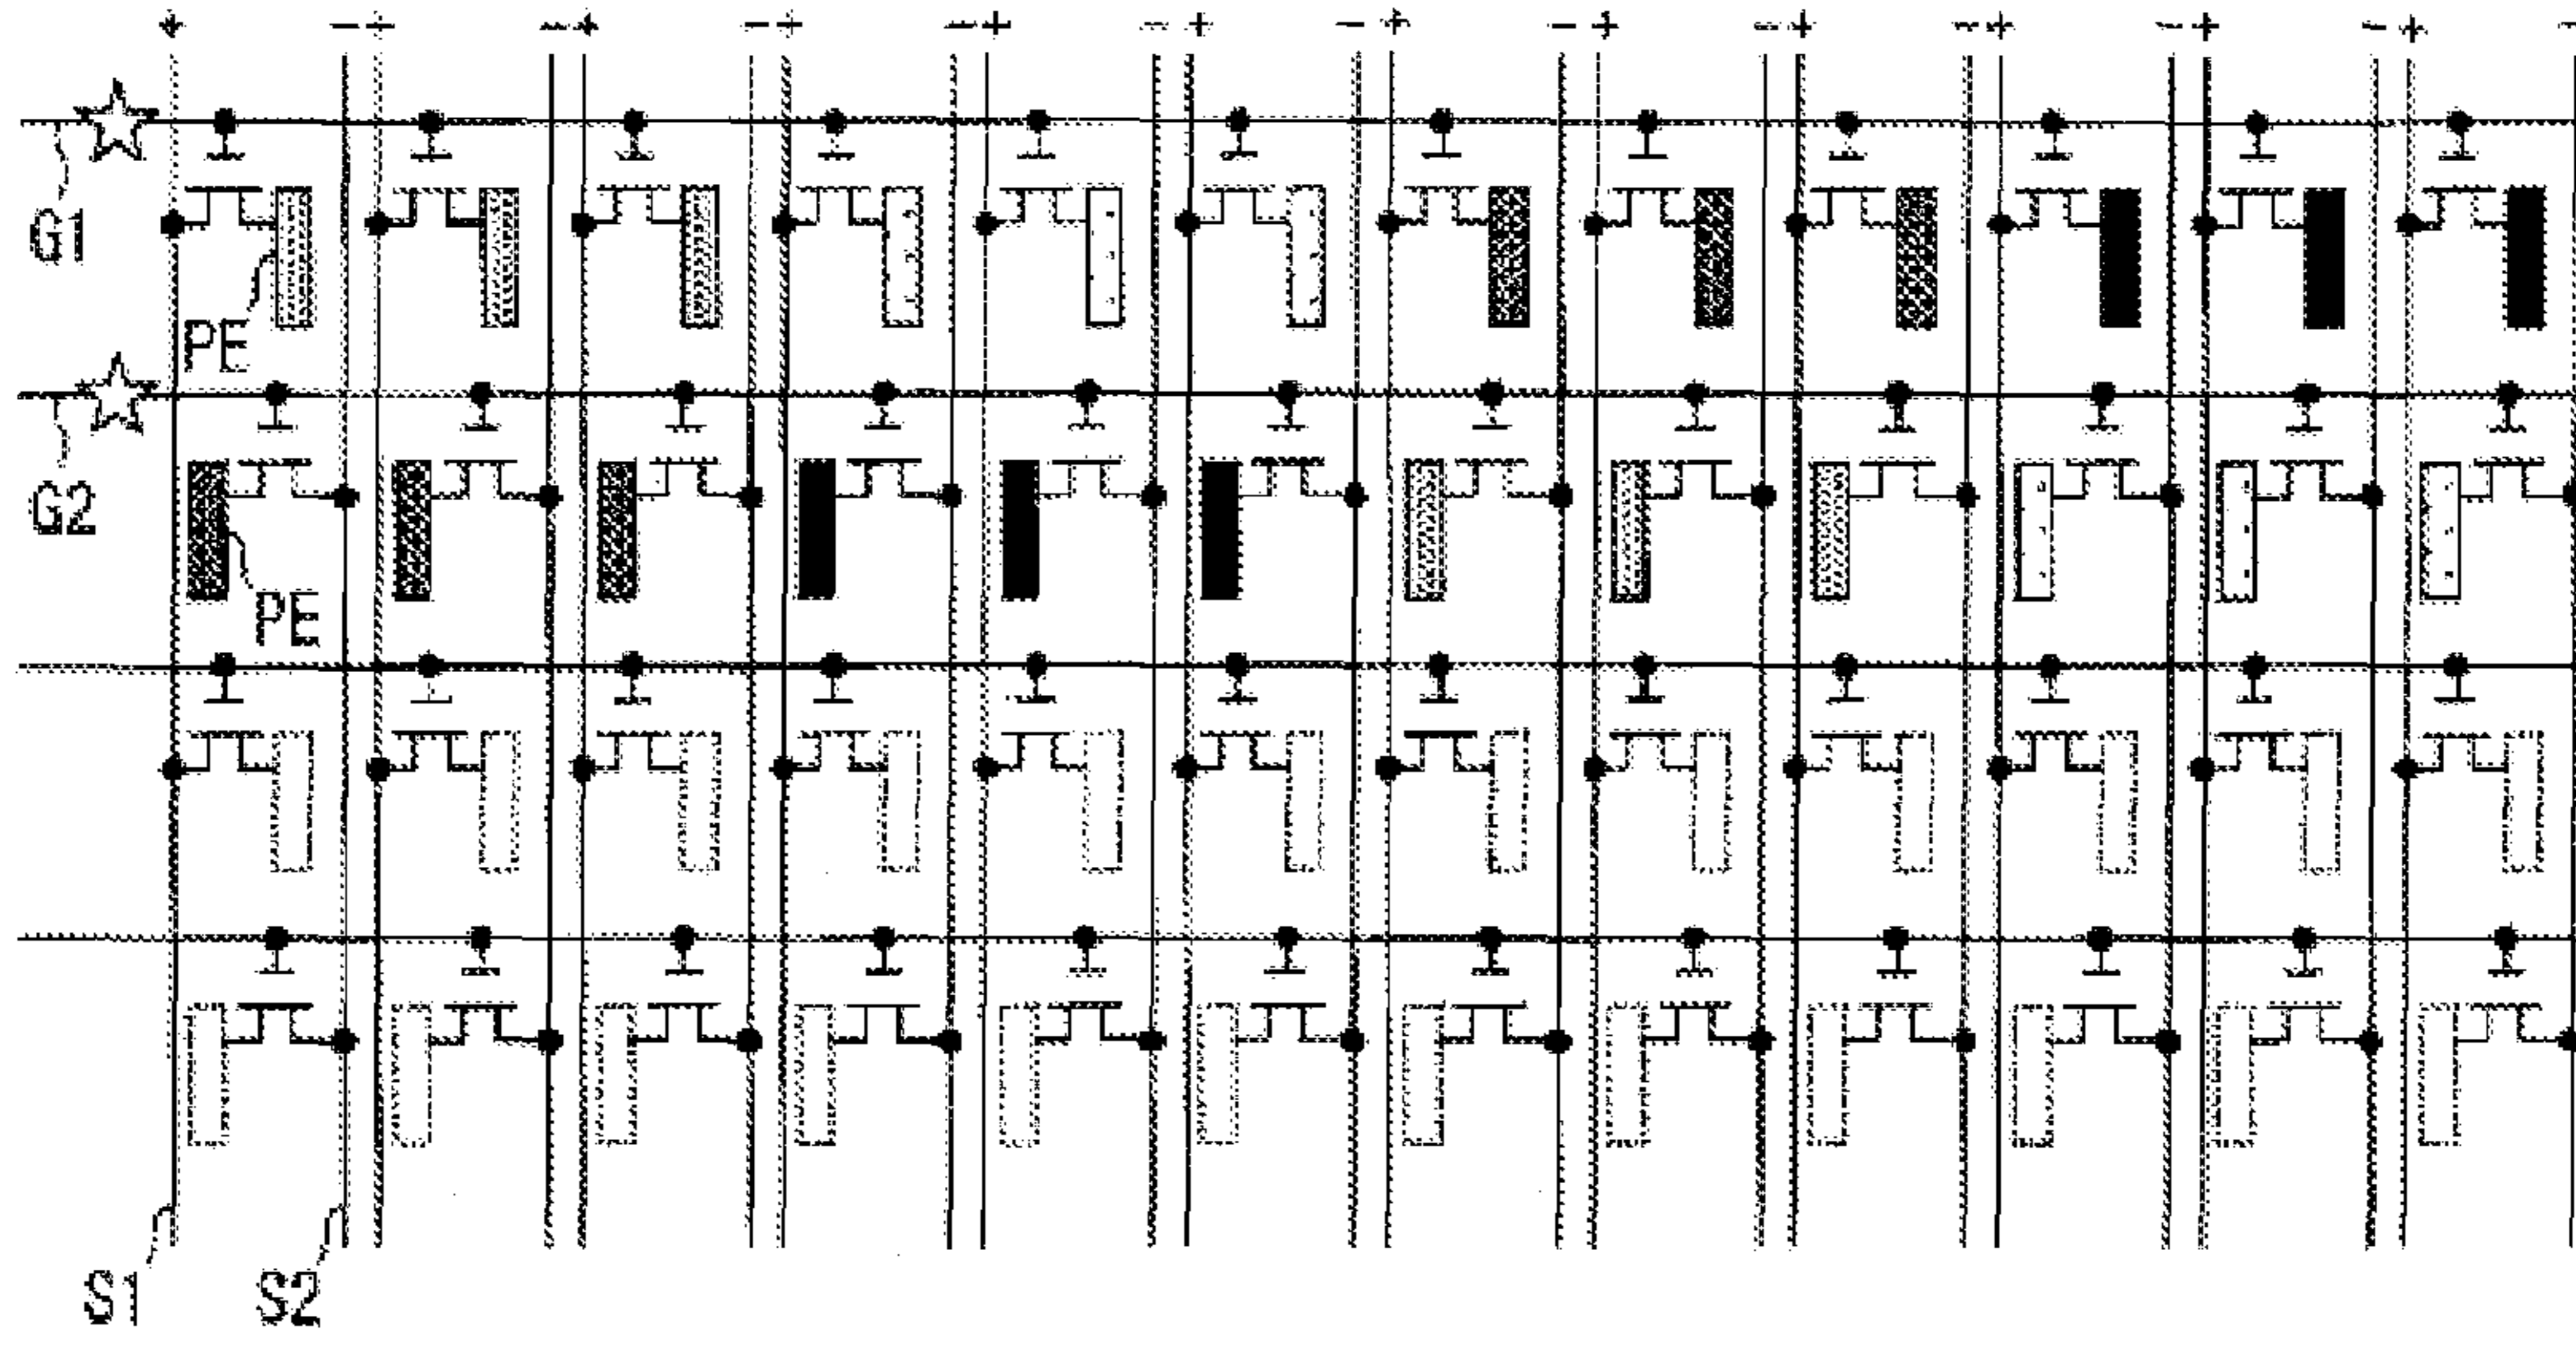 + - + - + - + - + - + - + - + - + - + - + - + -
G1
PE
G2
PE
S1 S2